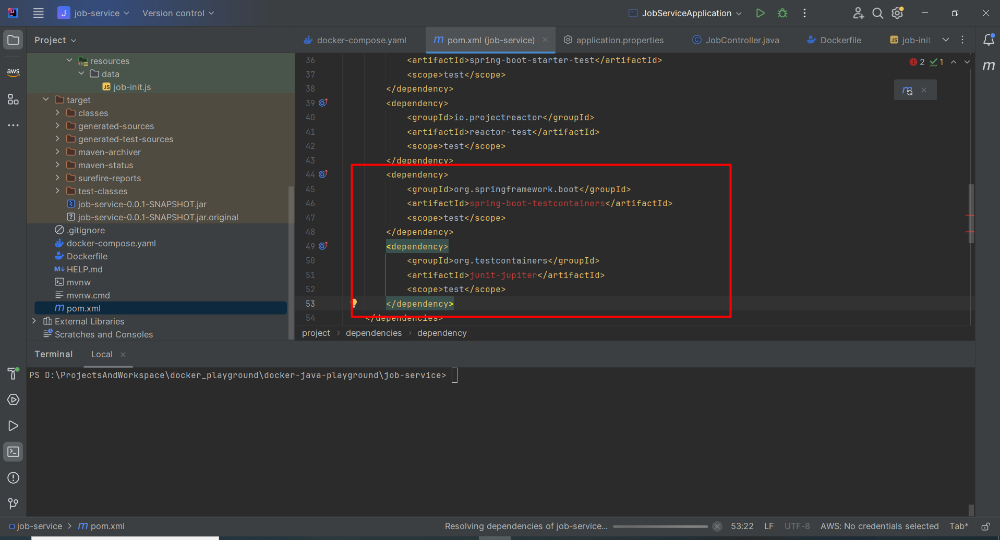 J job-service
Version control
JobServiceApplication
Project
docker-compose.yaml
m pom.xml (job-service)
application.properties
C JobController.java
Dockerfile
JS job-init
aws
resources
data
JS job-init.js
target
classes
generated-sources
generated-test-sources
maven-archiver
maven-status
surefire-reports
test-classes
job-service-0.0.1-SNAPSHOT.jar
? job-service-0.0.1-SNAPSHOT.jar.original
.gitignore
docker-compose.yaml
Dockerfile
M↓ HELP.md
mvnw
mvnw.cmd
m pom.xml
External Libraries
Scratches and Consoles
2 1
m
m
36 <artifactId>spring-boot-starter-test</artifactId>
37 <scope>test</scope>
38 </dependency>
39 <dependency>
40 <groupId>io.projectreactor</groupId>
41 <artifactId>reactor-test</artifactId>
42 <scope>test</scope>
43 </dependency>
44 <dependency>
45 <groupId>org.springframework.boot</groupId>
46 <artifactId>spring-boot-testcontainers</artifactId>
47 <scope>test</scope>
48 </dependency>
49 <dependency>
50 <groupId>org.testcontainers</groupId>
51 <artifactId>junit-jupiter</artifactId>
52 <scope>test</scope>
53 </dependency>
54 </dependencies>
project > dependencies > dependency
Terminal Local
PS D:\ProjectsAndWorkspace\docker_playground\docker-java-playground\job-service>
job-service > m pom.xml
Resolving dependencies of job-service...
53:22 LF UTF-8 AWS: No credentials selected Tab*